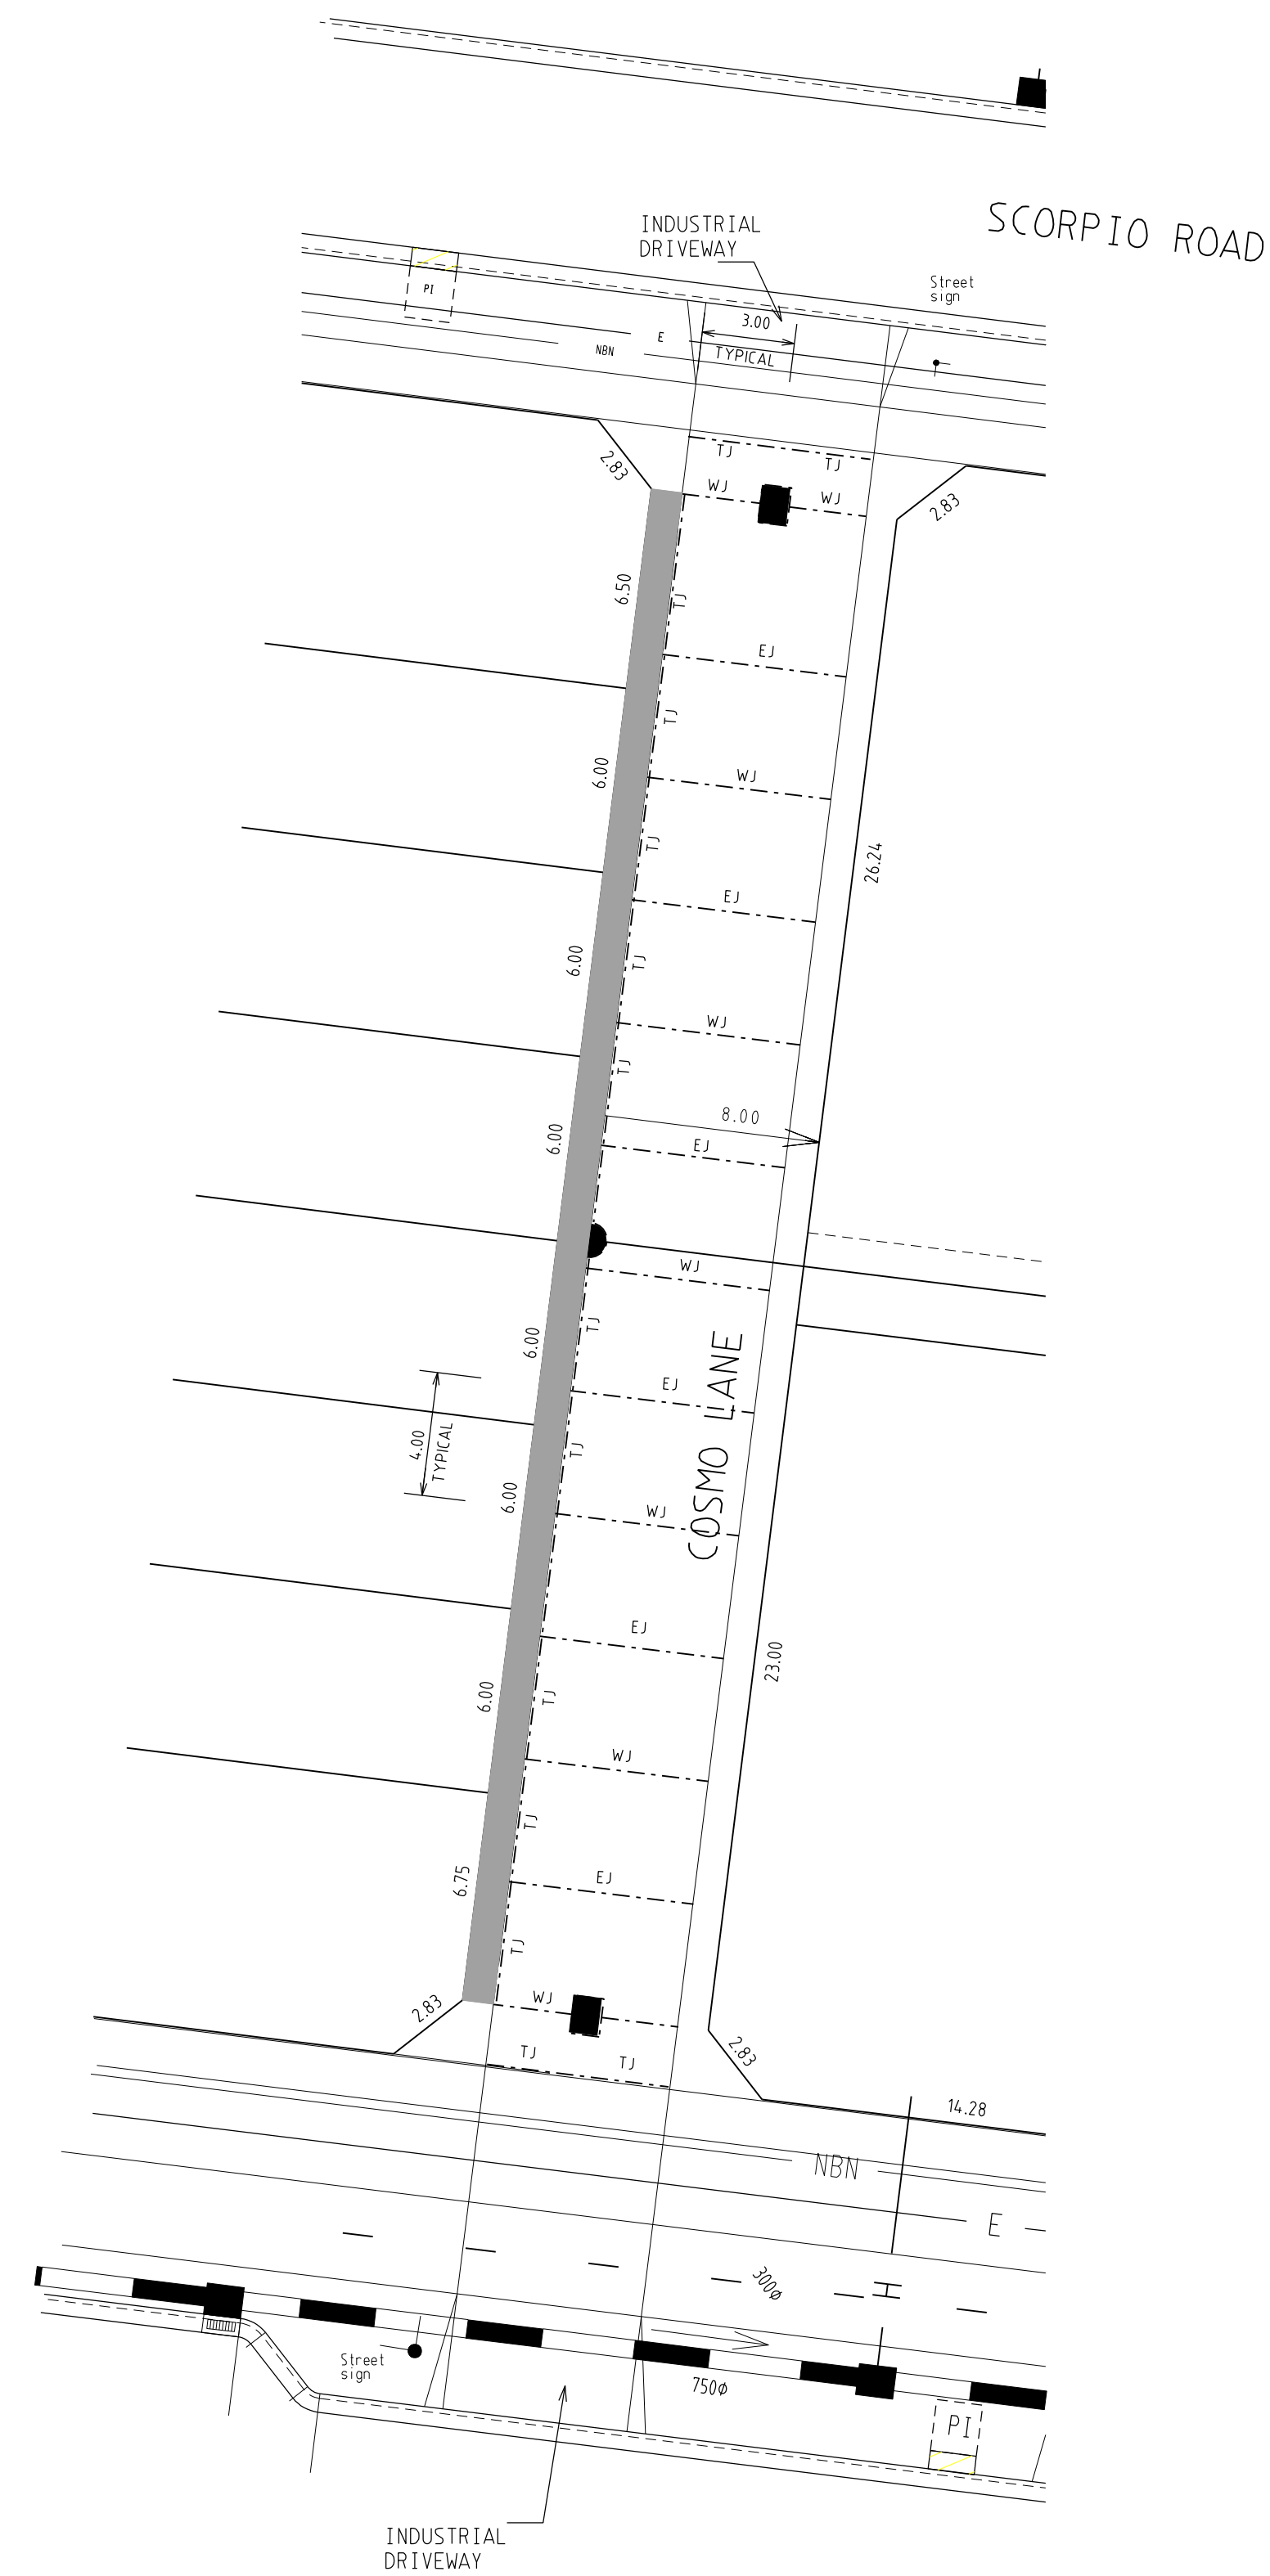 SCORPIO ROAD
INDUSTRIAL
DRIVEWAY
Street
sign
PI
3.00
TYPICAL
E
NBN
2.83
TJ
TJ
WJ
WJ
2.83
6.50
TJ
EJ
TJ
6.00
WJ
TJ
26.24
EJ
6.00
TJ
WJ
TJ
8.00
6.00
EJ
WJ
TJ
6.00
COSMO LANE
EJ
4.00
TYPICAL
TJ
6.00
WJ
EJ
23.00
6.00
TJ
WJ
TJ
6.75
EJ
TJ
WJ
2.83
TJ
TJ
2.83
14.28
NBN
E
300ø
H
Street
sign
750ø
PI
INDUSTRIAL
DRIVEWAY